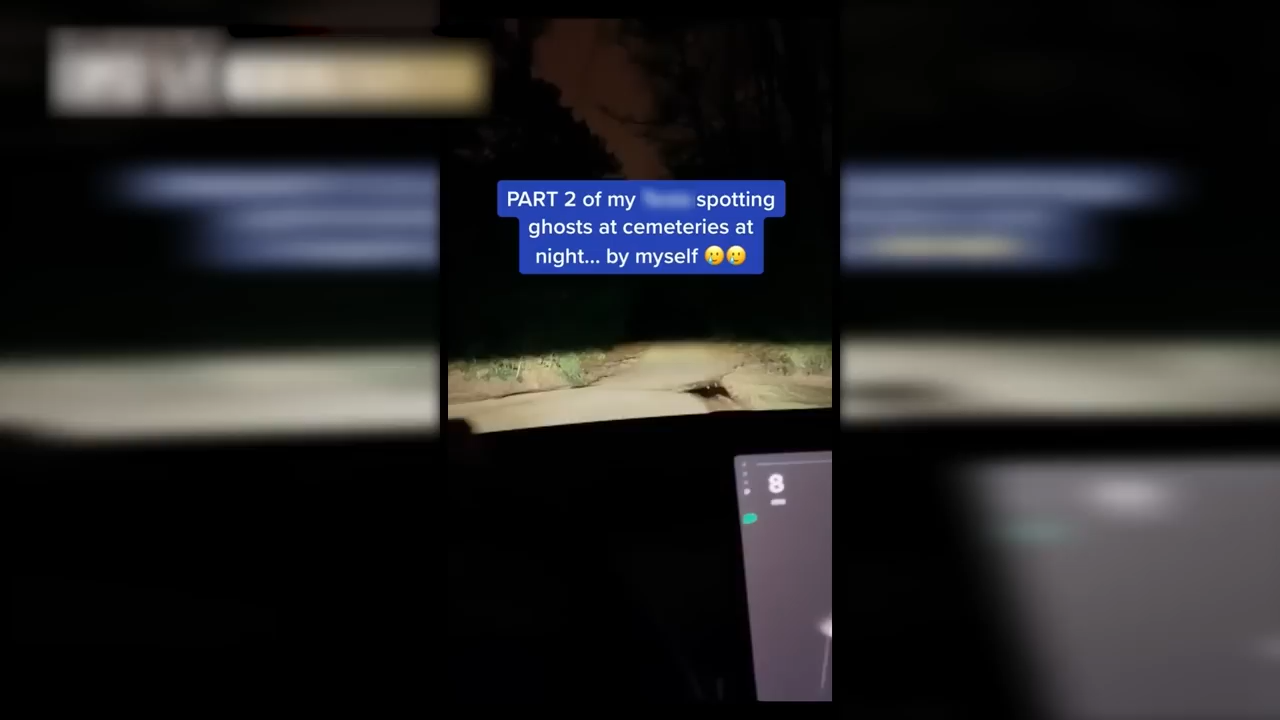 PART 2 of my spotting
ghosts at cemeteries at
night... by myself 🥲🥲
8